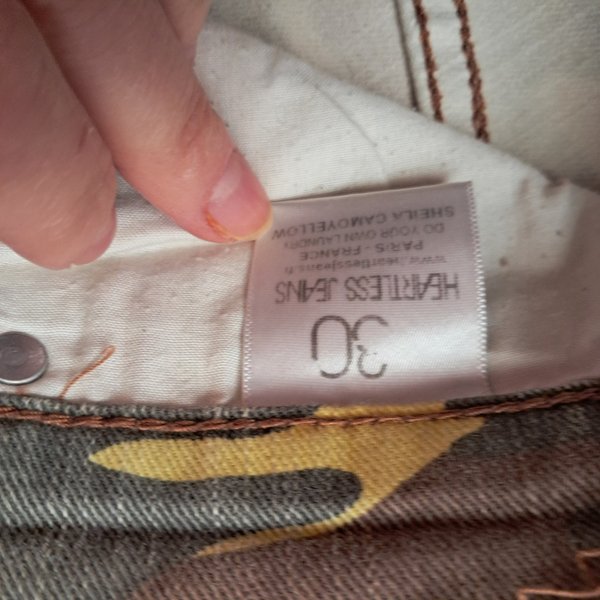 30
HEARTLESS JEANS
www.heartlessjeans.fr
PARIS - FRANCE
DO YOUR OWN LAUNDRY
SHEILA CAMOYELLOW